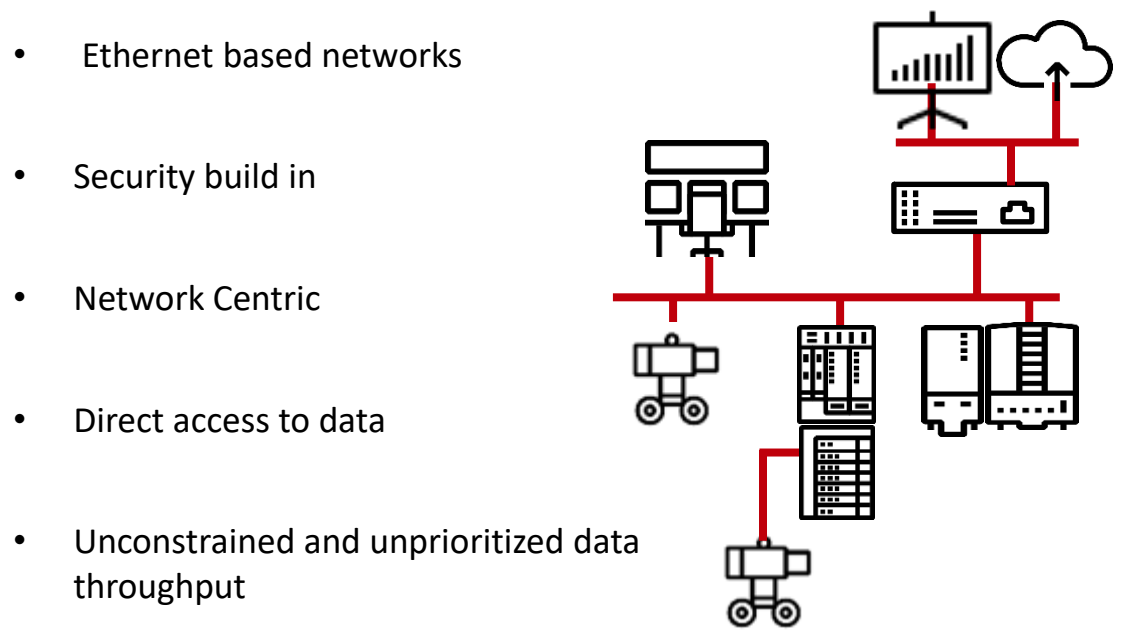 • Ethernet based networks
• Security build in
• Network Centric
• Direct access to data
• Unconstrained and unprioritized data
throughput